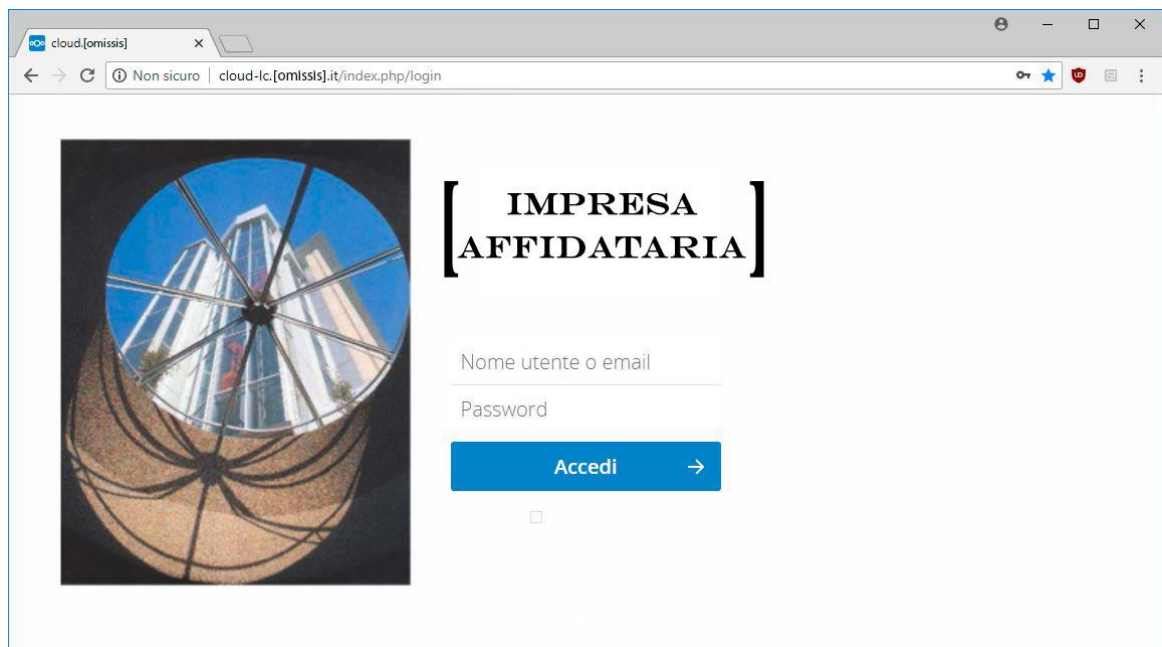 cloud.[omissis]
Non sicuro | cloud-lc.[omissis].it/index.php/login
IMPRESA
AFFIDATARIA
Nome utente o email
Password
Accedi